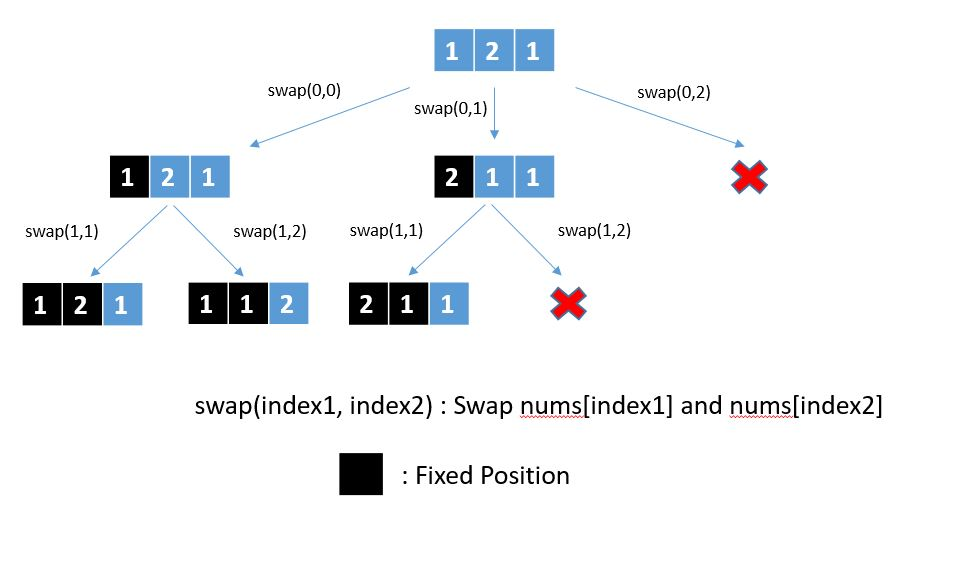 1 2 1
swap(0,0)
swap(0,1)
swap(0,2)
1 2 1
2 1 1
swap(1,1)
swap(1,2)
swap(1,1)
swap(1,2)
1 2 1
1 1 2
2 1 1
swap(index1, index2) : Swap nums[index1] and nums[index2]
: Fixed Position